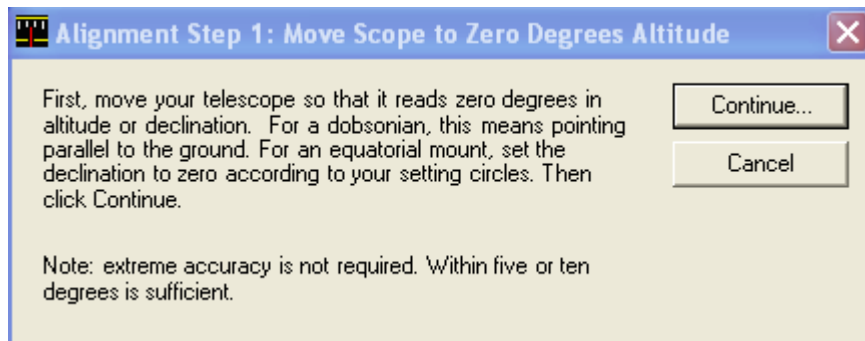 Alignment Step 1: Move Scope to Zero Degrees Altitude
First, move your telescope so that it reads zero degrees in
altitude or declination.  For a dobsonian, this means pointing
parallel to the ground. For an equatorial mount, set the
declination to zero according to your setting circles. Then
click Continue.
Note: extreme accuracy is not required. Within five or ten
degrees is sufficient.
Continue...
Cancel